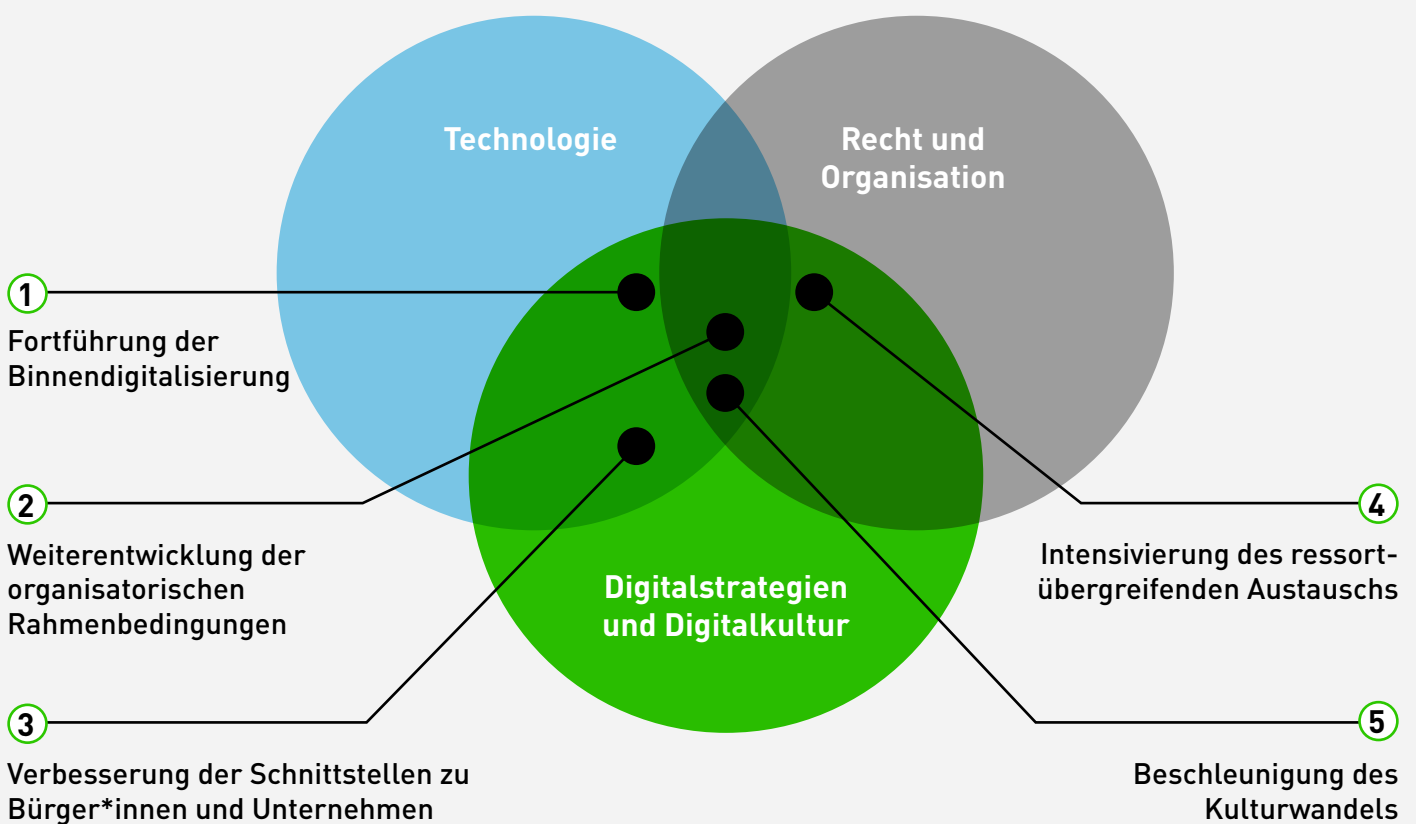 Technologie
Recht und
Organisation
1
Fortführung der
Binnendigitalisierung
2
Weiterentwicklung der
organisatorischen
Rahmenbedingungen
3
Verbesserung der Schnittstellen zu
Bürger*innen und Unternehmen
Digitalstrategien
und Digitalkultur
4
Intensivierung des ressort-
übergreifenden Austauschs
5
Beschleunigung des
Kulturwandels